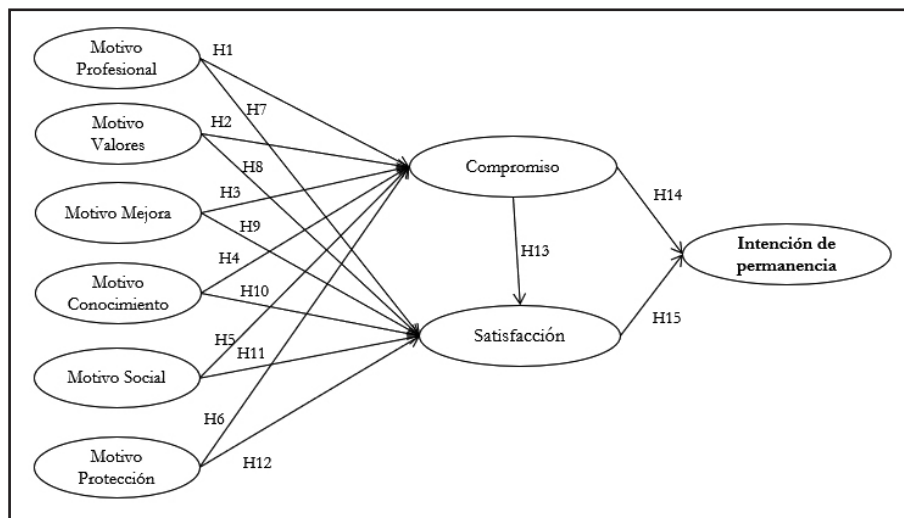 Motivo
Profesional
H1
H7
Motivo
Valores
H2
H8
Motivo Mejora
H3
H9
Motivo
Conocimiento
H4
H10
Motivo Social
H5
H11
Motivo
Protección
H6
H12
Compromiso
H13
Satisfacción
H14
H15
Intención de
permanencia